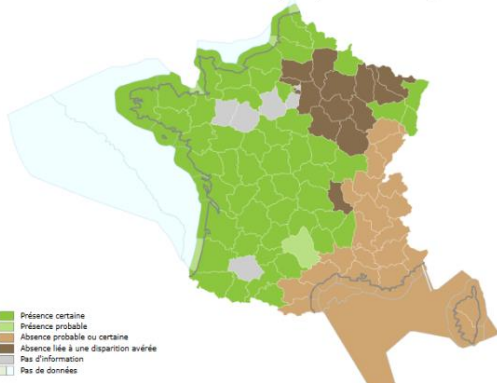 Présence certaine
Présence probable
Absence probable ou certaine
Absence liée à une disparition avérée
Pas d'information
Pas de données